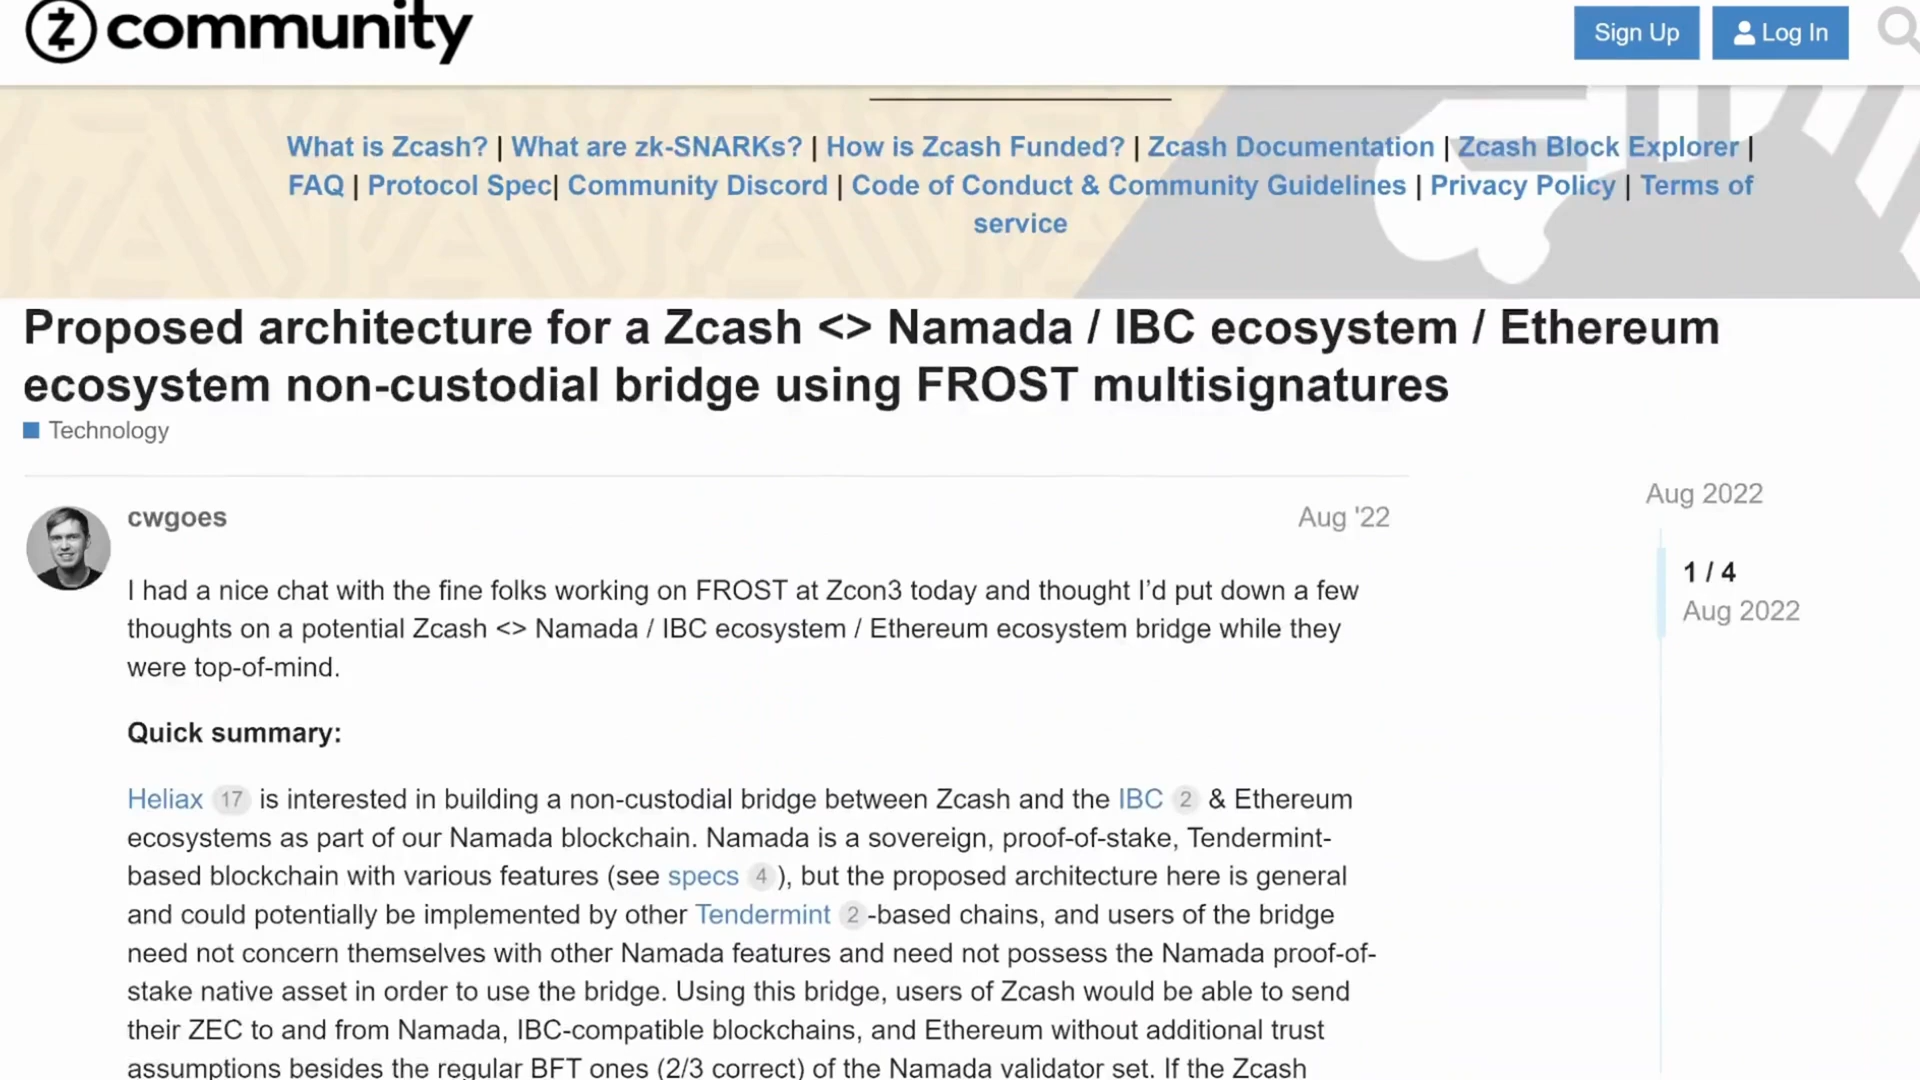 community
Sign Up
Log In
What is Zcash? | What are zk-SNARKs? | How is Zcash Funded? | Zcash Documentation | Zcash Block Explorer |
FAQ | Protocol Spec| Community Discord | Code of Conduct & Community Guidelines | Privacy Policy | Terms of
service
Proposed architecture for a Zcash <> Namada / IBC ecosystem / Ethereum
ecosystem non-custodial bridge using FROST multisignatures
Technology
cwgoes
Aug '22
I had a nice chat with the fine folks working on FROST at Zcon3 today and thought I’d put down a few
thoughts on a potential Zcash <> Namada / IBC ecosystem / Ethereum ecosystem bridge while they
were top-of-mind.
Quick summary:
Heliax 17 is interested in building a non-custodial bridge between Zcash and the IBC 2 & Ethereum
ecosystems as part of our Namada blockchain. Namada is a sovereign, proof-of-stake, Tendermint-
based blockchain with various features (see specs 4 ), but the proposed architecture here is general
and could potentially be implemented by other Tendermint 2 -based chains, and users of the bridge
need not concern themselves with other Namada features and need not possess the Namada proof-of-
stake native asset in order to use the bridge. Using this bridge, users of Zcash would be able to send
their ZEC to and from Namada, IBC-compatible blockchains, and Ethereum without additional trust
assumptions besides the regular BFT ones (2/3 correct) of the Namada validator set. If the Zcash
Aug 2022
1 / 4
Aug 2022